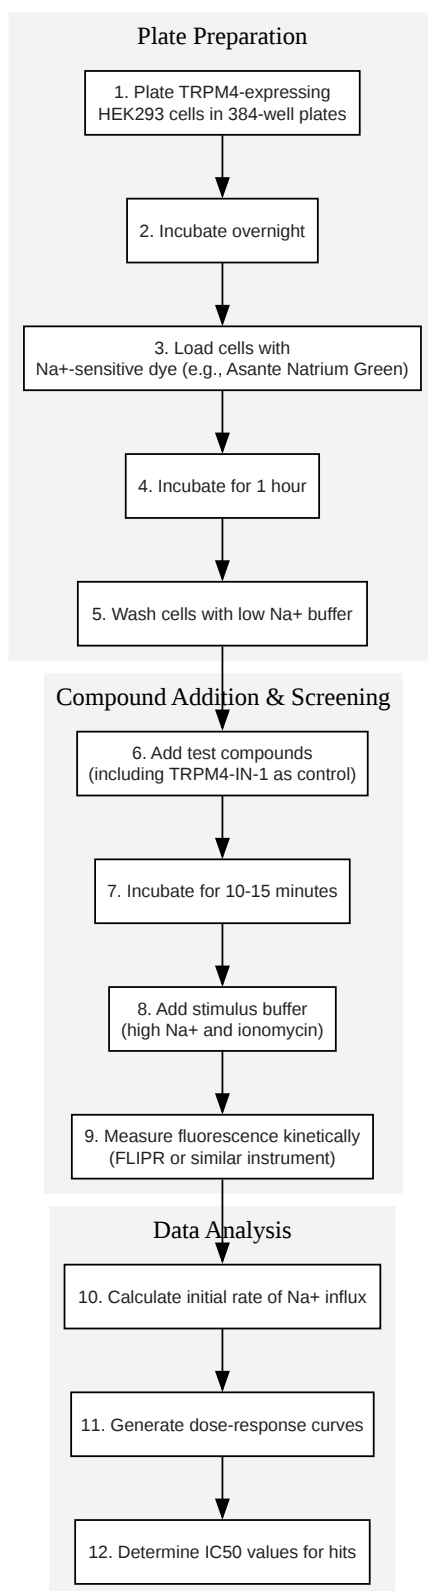 Plate Preparation
1. Plate TRPM4-expressing
HEK293 cells in 384-well plates
2. Incubate overnight
3. Load cells with
Na+-sensitive dye (e.g., Asante Natrium Green)
4. Incubate for 1 hour
5. Wash cells with low Na+ buffer
Compound Addition & Screening
6. Add test compounds
(including TRPM4-IN-1 as control)
7. Incubate for 10-15 minutes
8. Add stimulus buffer
(high Na+ and ionomycin)
9. Measure fluorescence kinetically
(FLIPR or similar instrument)
Data Analysis
10. Calculate initial rate of Na+ influx
11. Generate dose-response curves
12. Determine IC50 values for hits